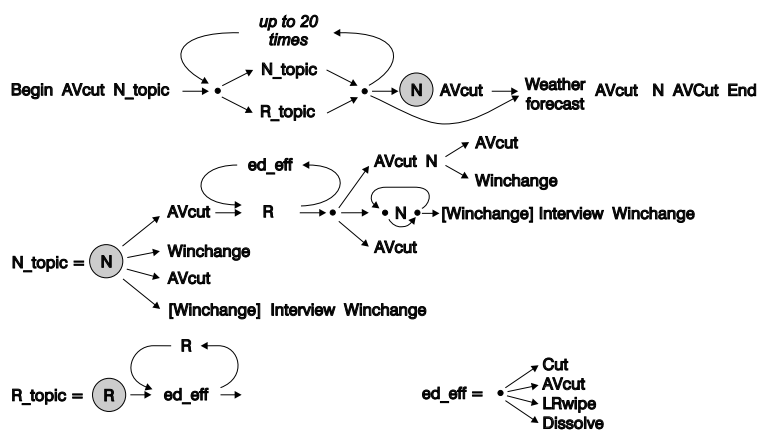 up to 20
times
N_topic
Begin AVcut N_topic
N AVcut
Weather
forecast
AVcut N AVCut End
R_topic
AVcut
ed_eff
AVcut N
Winchange
AVcut R
N
[Winchange] Interview Winchange
Winchange
AVcut
N_topic = N
AVcut
[Winchange] Interview Winchange
R
Cut
R_topic = R ed_eff
ed_eff =
AVcut
LRwipe
Dissolve